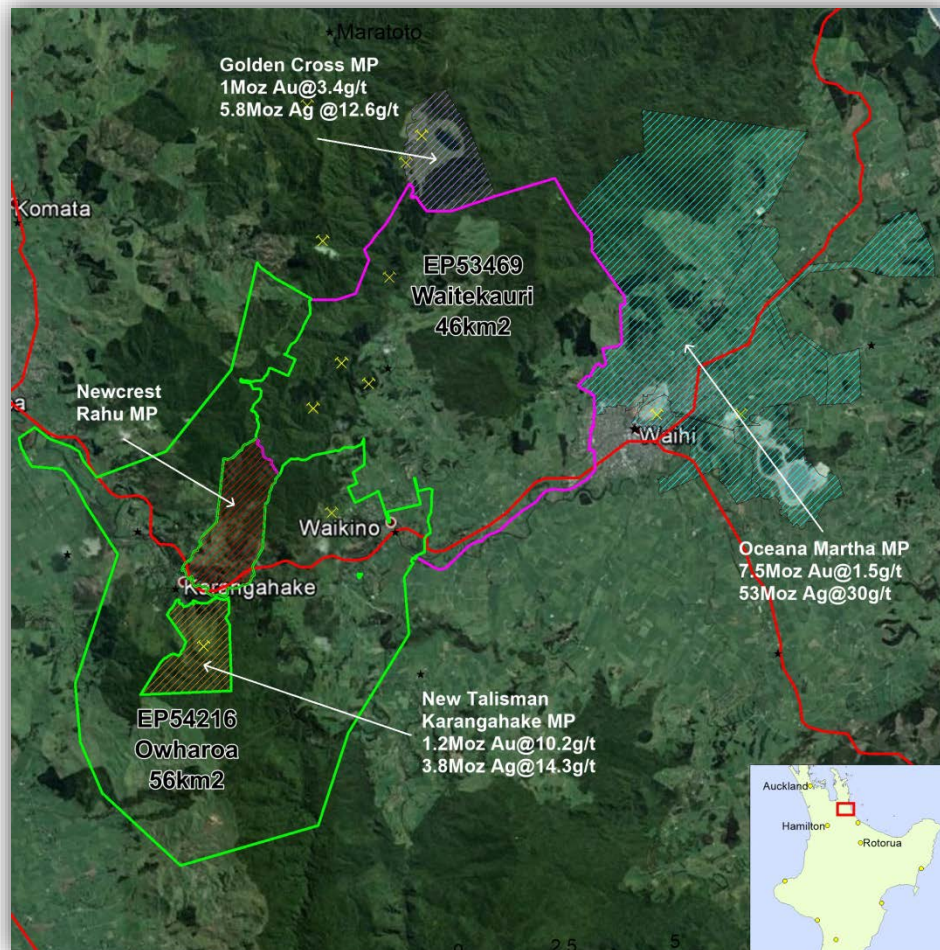 Maratoto
Golden Cross MP
1Moz Au@3.4g/t
5.8Moz Ag @12.6g/t
Komata
EP53469
Waitekauri
46km2
Newcrest
Rahu MP
a
Waihi
Waikino
Karangahake
Oceana Martha MP
7.5Moz Au@1.5g/t
53Moz Ag@30g/t
New Talisman
Karangahake MP
1.2Moz Au@10.2g/t
3.8Moz Ag@14.3g/t
EP54216
Owharoa
56km2
Auckland
Hamilton
Rotorua
0 2.5 5